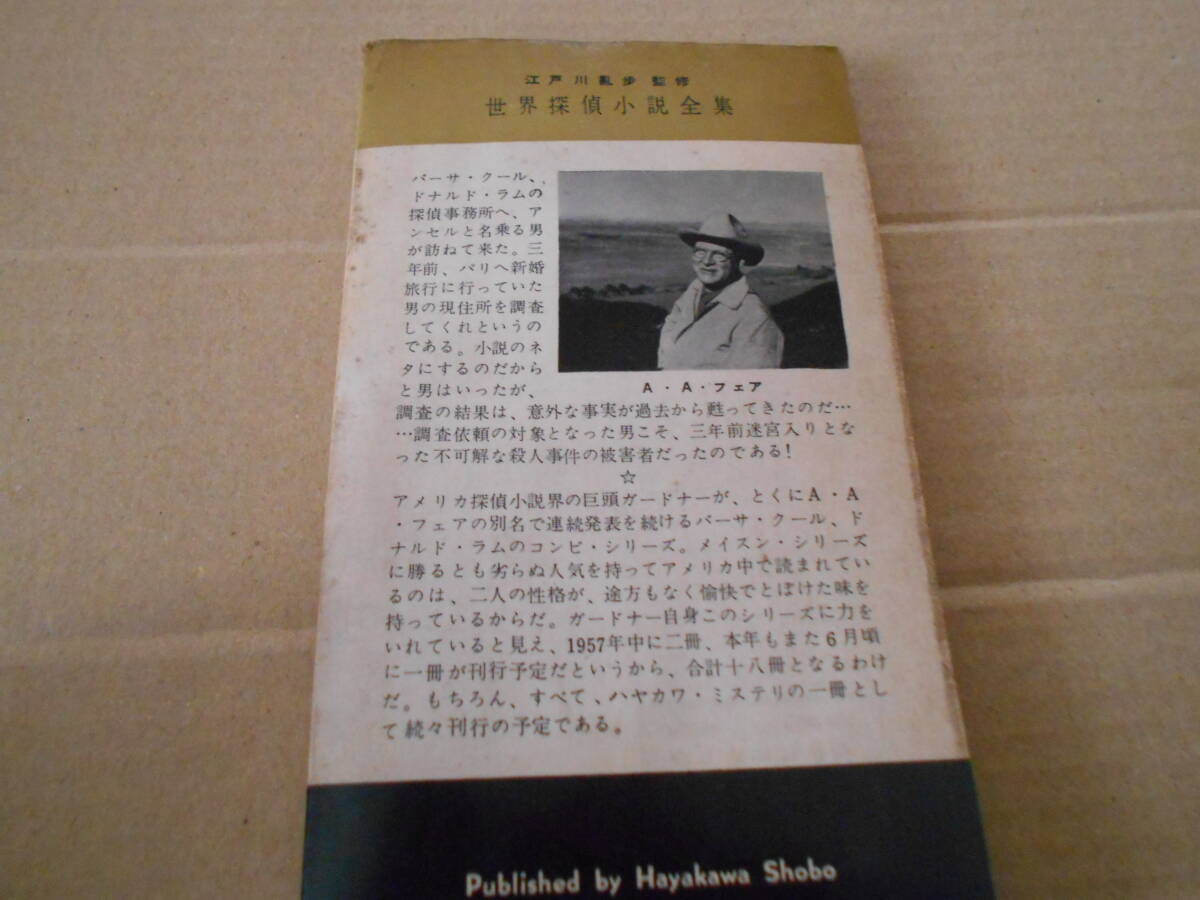 江戸川亂歩監修
世界探偵小説全集
バーサ・クール、
ドナルド・ラムの
探偵事務所へ、ア
ンセルと名乗る男
が訪ねて来た。三
年前、パリへ新婚
旅行に行っていた
男の現住所を調査
してくれというの
である。小説のネ
タにするのだから
と男はいったが、
A・A・フェア
調査の結果は、意外な事実が過去から甦ってきたのだ…
…調査依頼の対象となった男こそ、三年前迷宮入りとな
った不可解な殺人事件の被害者だったのである!
☆
アメリカ探偵小説界の巨頭ガードナーが、とくにA・A
・フェアの別名で連続発表を続けるバーサ・クール、ド
ナルド・ラムのコンビ・シリーズ。メイスン・シリーズ
に勝るとも劣らぬ人気を持ってアメリカ中で読まれてい
るのは、二人の性格が、途方もなく愉快でとぼけた味を
持っているからだ。ガードナー自身このシリーズに力を
いれていると見え、1957年中に二冊、本年もまた6月頃
に一冊が刊行予定だというから、合計十八冊となるわけ
だ。もちろん、すべて、ハヤカワ・ミステリの一冊とし
て続々刊行の予定である。
Published by Hayakawa Shobo